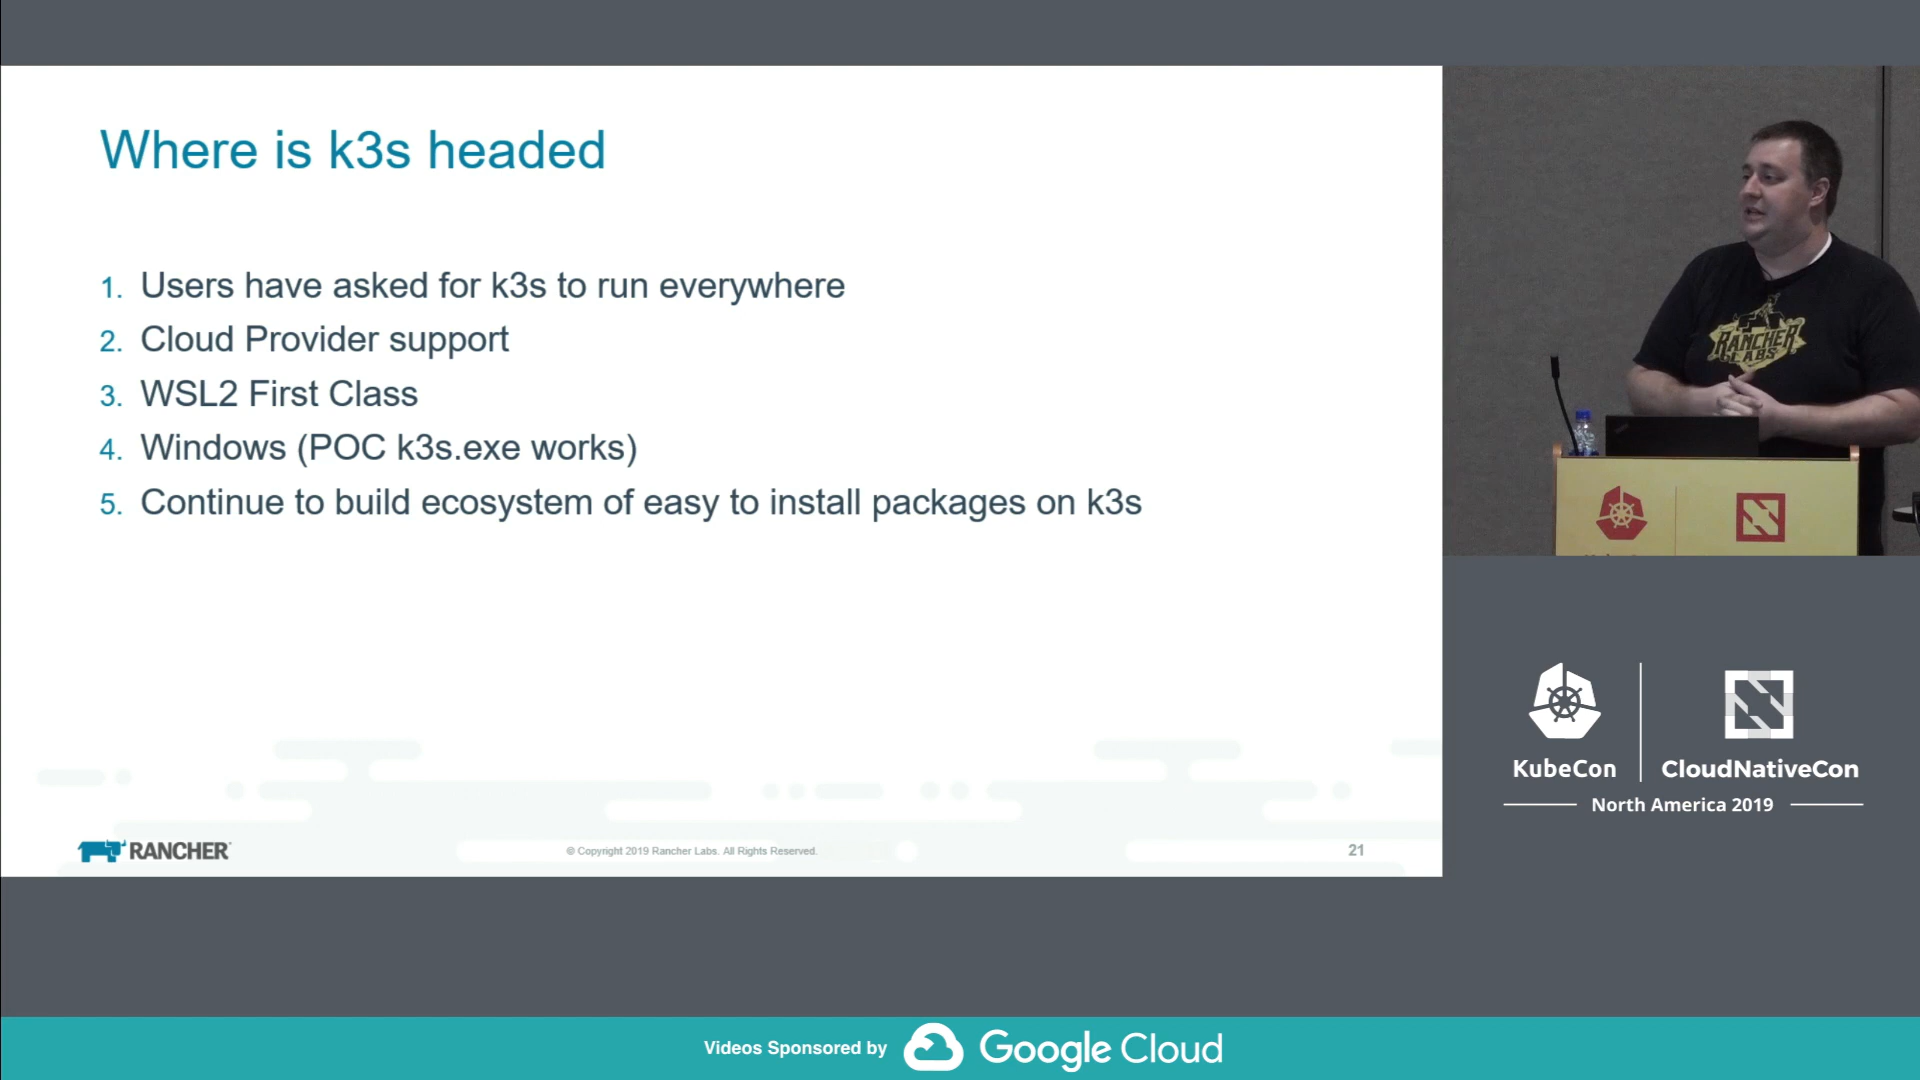 Where is k3s headed
1. Users have asked for k3s to run everywhere
2. Cloud Provider support
3. WSL2 First Class
4. Windows (POC k3s.exe works)
5. Continue to build ecosystem of easy to install packages on k3s
RANCHER
© Copyright 2019 Rancher Labs. All Rights Reserved.
21
RANCHER
LABS
KubeCon
CloudNativeCon
North America 2019
Videos Sponsored by
Google Cloud